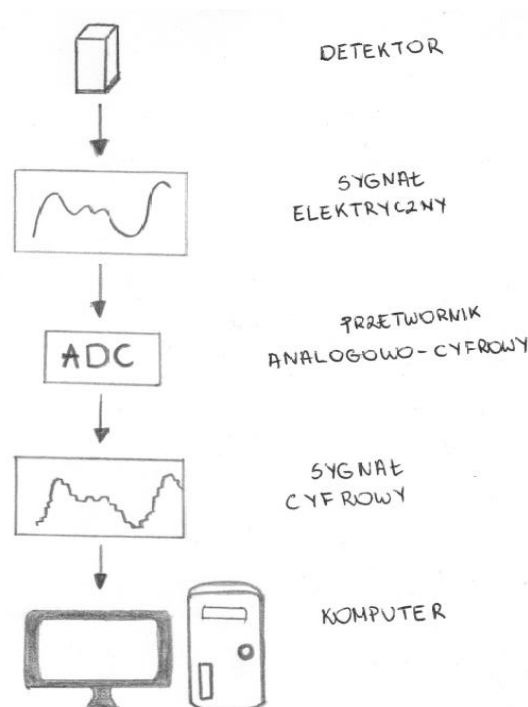 DETEKTOR
SYGNAŁ
ELEKTRYCZNY
PRZETWORNIK
ADC
ANALOGOWO-CYFROWY
SYGNAŁ
CYFROWY
KOMPUTER